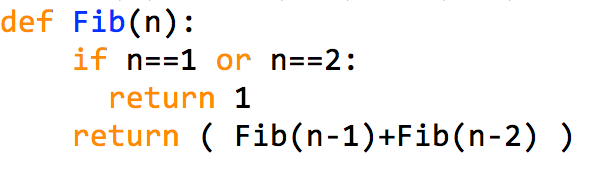 def Fib(n):
    if n==1 or n==2:
      return 1
    return ( Fib(n-1)+Fib(n-2) )